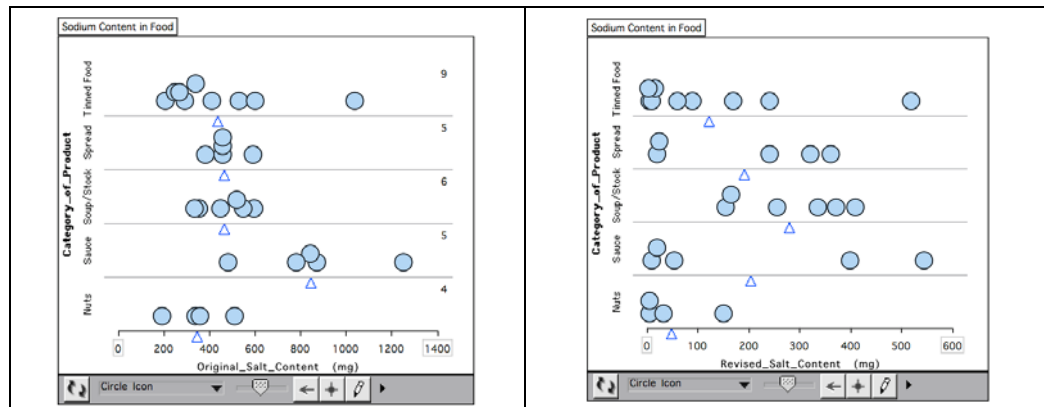 Sodium Content in Food
Category_of_Product
Tinned Food
9
Spread
5
Soup/Stock
6
Sauce
5
Nuts
4
0 200 400 600 800 1000 1200 1400
Original_Salt_Content (mg)
Circle Icon
Sodium Content in Food
Category_of_Product
Tinned Food
Spread
Soup/Stock
Sauce
Nuts
0 100 200 300 400 500 600
Revised_Salt_Content (mg)
Circle Icon